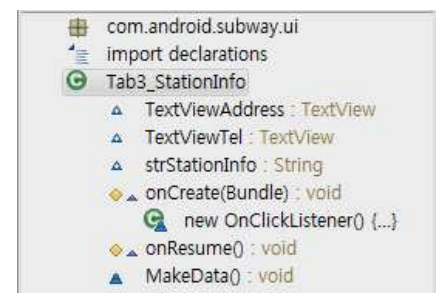 com.android.subway.ui
import declarations
Tab3_StationInfo
TextViewAddress : TextView
TextViewTel : TextView
strStationInfo : String
onCreate(Bundle) : void
new OnClickListener() {...}
onResume() : void
MakeData() : void